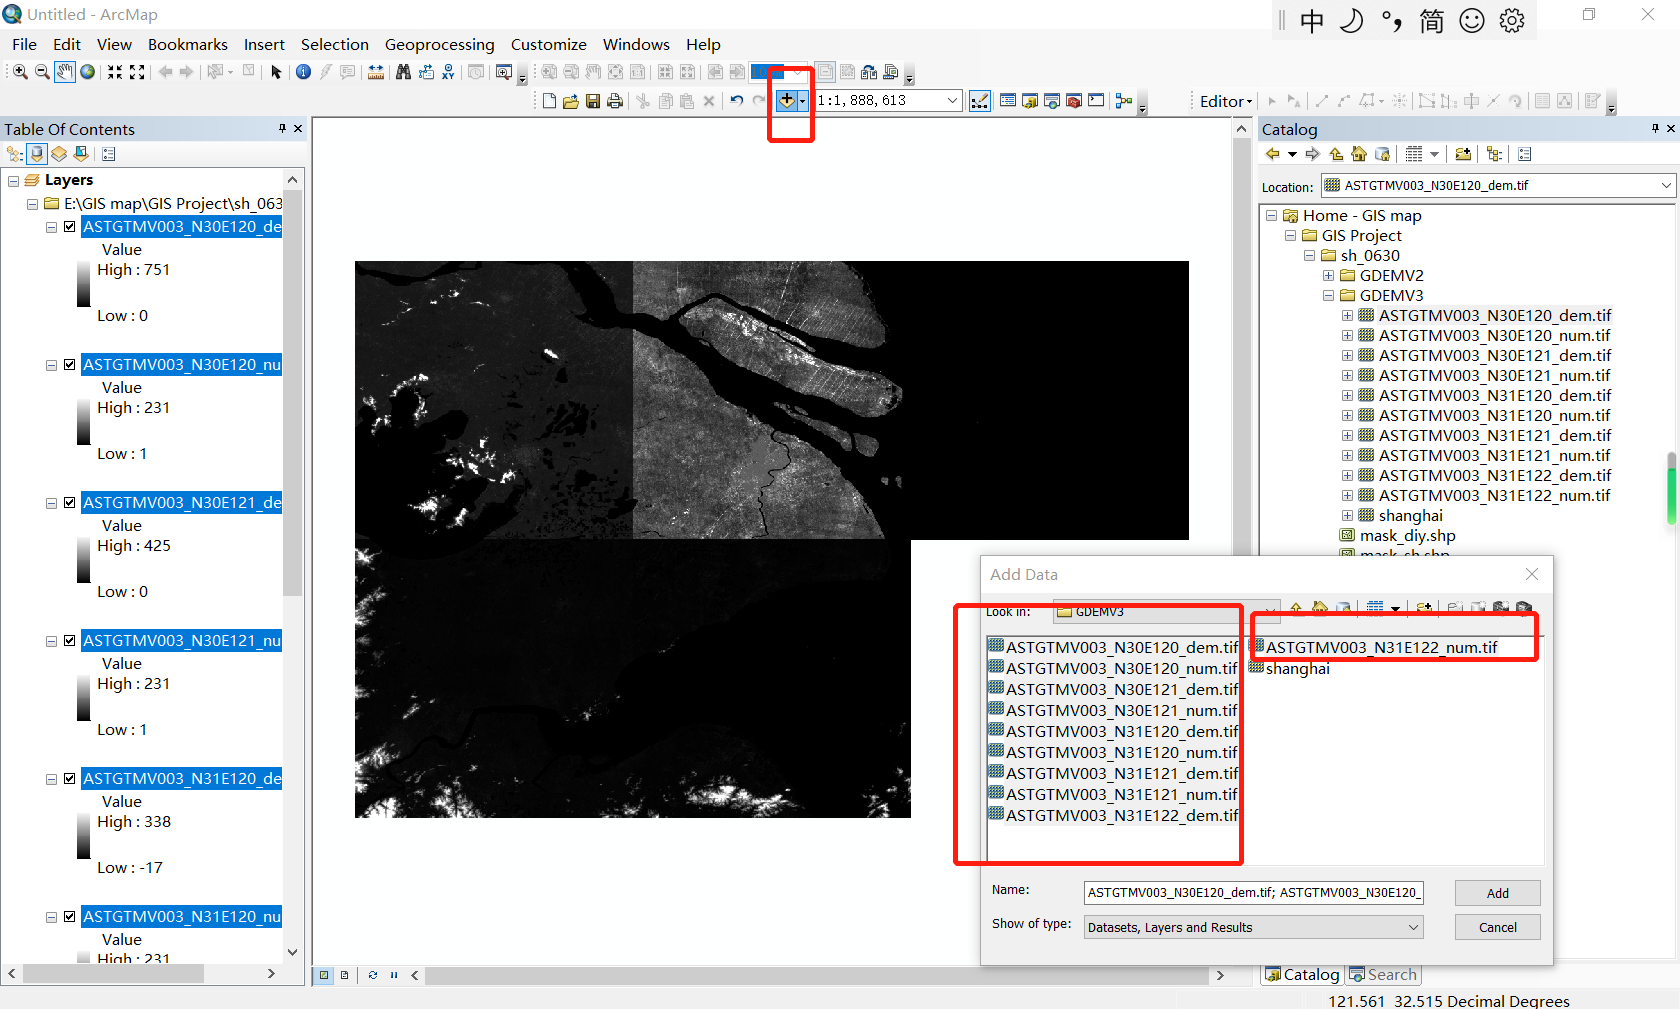 Untitled - ArcMap
中 简
File Edit View Bookmarks Insert Selection Geoprocessing Customize Windows Help
1:1,888,613
Editor
Table Of Contents
Layers
E:\GIS map\GIS Project\sh_063
ASTGTMV003_N30E120_de
Value
High : 751
Low : 0
ASTGTMV003_N30E120_nu
Value
High : 231
Low : 1
ASTGTMV003_N30E121_de
Value
High : 425
Low : 0
ASTGTMV003_N30E121_nu
Value
High : 231
Low : 1
ASTGTMV003_N31E120_de
Value
High : 338
Low : -17
ASTGTMV003_N31E120_nu
Value
High : 231
Catalog
Location: ASTGTMV003_N30E120_dem.tif
Home - GIS map
GIS Project
sh_0630
GDEMV2
GDEMV3
ASTGTMV003_N30E120_dem.tif
ASTGTMV003_N30E120_num.tif
ASTGTMV003_N30E121_dem.tif
ASTGTMV003_N30E121_num.tif
ASTGTMV003_N31E120_dem.tif
ASTGTMV003_N31E120_num.tif
ASTGTMV003_N31E121_dem.tif
ASTGTMV003_N31E121_num.tif
ASTGTMV003_N31E122_dem.tif
ASTGTMV003_N31E122_num.tif
shanghai
mask_diy.shp
mask_sh.shp
Add Data
Look in: GDEMV3
ASTGTMV003_N30E120_dem.tif
ASTGTMV003_N30E120_num.tif
ASTGTMV003_N30E121_dem.tif
ASTGTMV003_N30E121_num.tif
ASTGTMV003_N31E120_dem.tif
ASTGTMV003_N31E120_num.tif
ASTGTMV003_N31E121_dem.tif
ASTGTMV003_N31E121_num.tif
ASTGTMV003_N31E122_dem.tif
ASTGTMV003_N31E122_num.tif
shanghai
Name: ASTGTMV003_N30E120_dem.tif; ASTGTMV003_N30E120_
Add
Show of type: Datasets, Layers and Results
Cancel
Catalog Search
121.561 32.515 Decimal Degrees